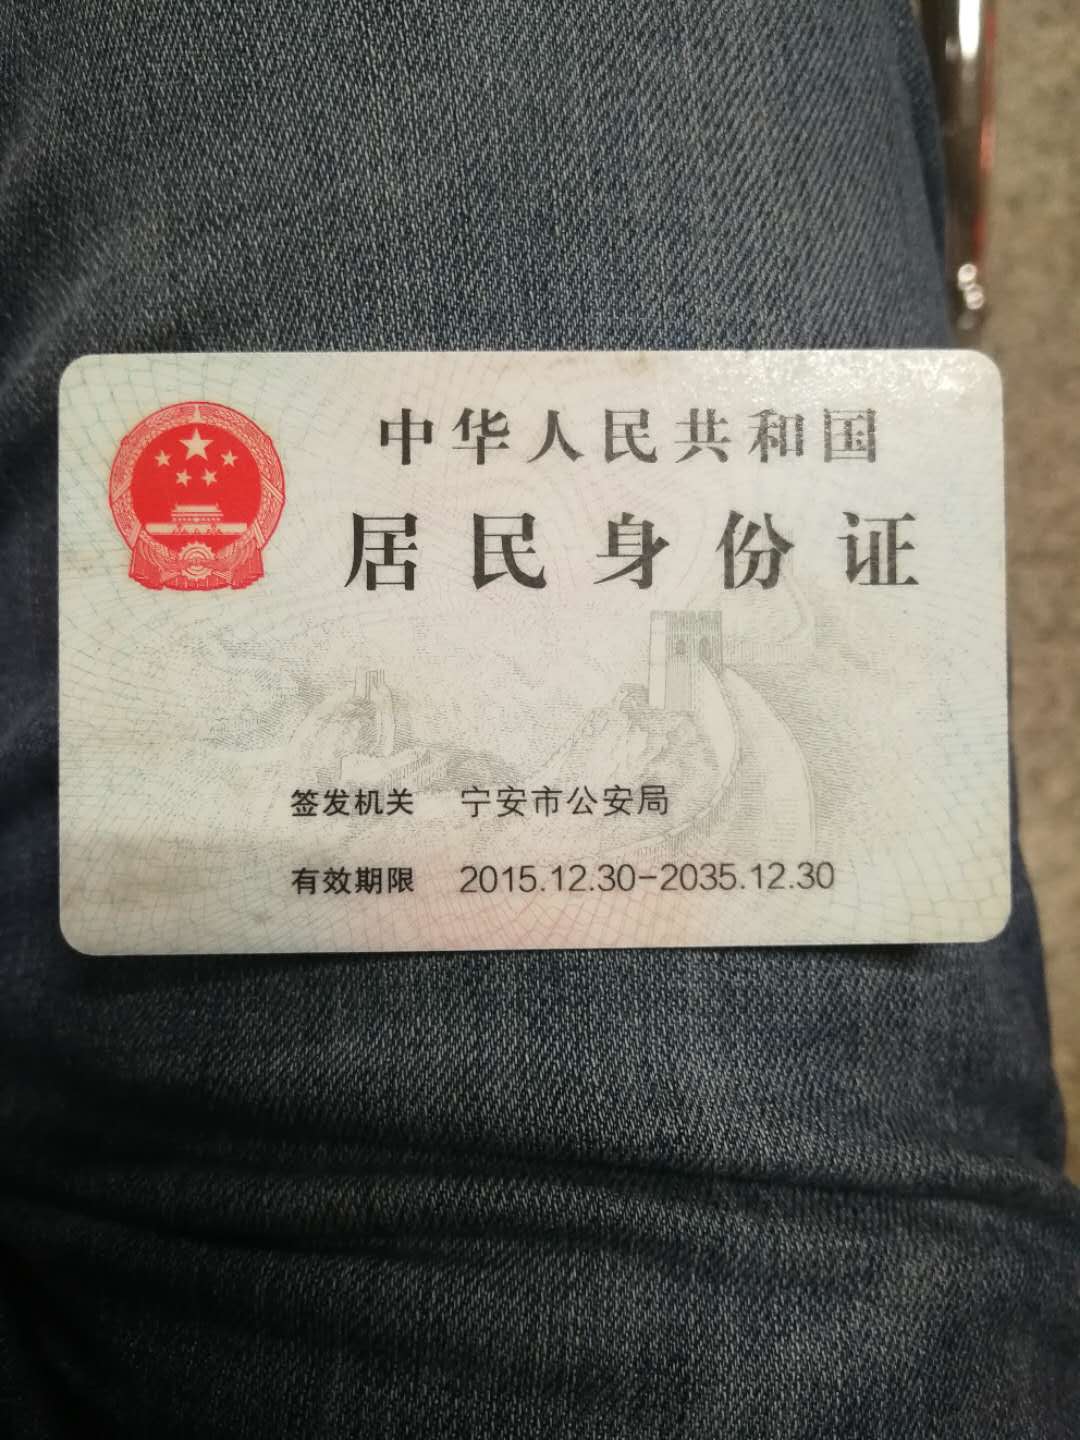 中华人民共和国
居民身份证
签发机关 宁安市公安局
有效期限 2015.12.30-2035.12.30